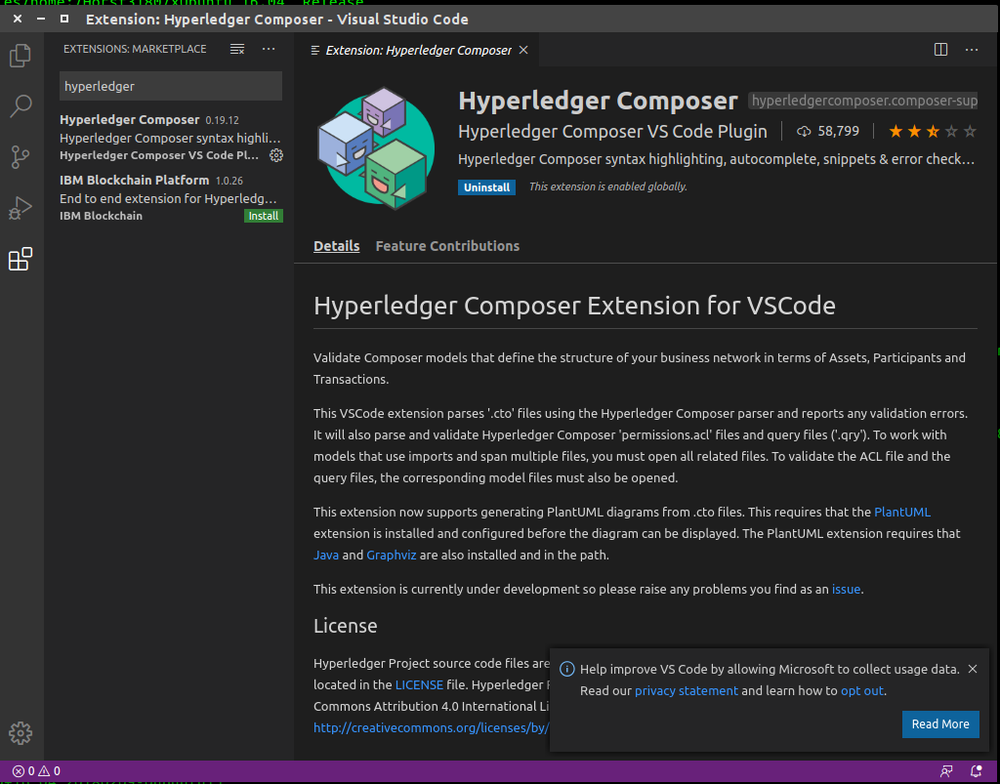 Extension: Hyperledger Composer - Visual Studio Code
EXTENSIONS: MARKETPLACE
hyperledger
Hyperledger Composer 0.19.12
Hyperledger Composer syntax highli...
Hyperledger Composer VS Code Pl...
IBM Blockchain Platform 1.0.26
End to end extension for Hyperledg...
IBM Blockchain
Install
Extension: Hyperledger Composer
Hyperledger Composer
hyperledgercomposer.composer-sup
Hyperledger Composer VS Code Plugin
58,799
Hyperledger Composer syntax highlighting, autocomplete, snippets & error check...
Uninstall
This extension is enabled globally.
Details
Feature Contributions
Hyperledger Composer Extension for VSCode
Validate Composer models that define the structure of your business network in terms of Assets, Participants and
Transactions.
This VSCode extension parses '.cto' files using the Hyperledger Composer parser and reports any validation errors.
It will also parse and validate Hyperledger Composer 'permissions.acl' files and query files ('.qry'). To work with
models that use imports and span multiple files, you must open all related files. To validate the ACL file and the
query files, the corresponding model files must also be opened.
This extension now supports generating PlantUML diagrams from .cto files. This requires that the PlantUML
extension is installed and configured before the diagram can be displayed. The PlantUML extension requires that
Java and Graphviz are also installed and in the path.
This extension is currently under development so please raise any problems you find as an issue.
License
Hyperledger Project source code files are
located in the LICENSE file. Hyperledger
Commons Attribution 4.0 International Li
http://creativecommons.org/licenses/by/
Help improve VS Code by allowing Microsoft to collect usage data.
Read our privacy statement and learn how to opt out.
Read More
0 0